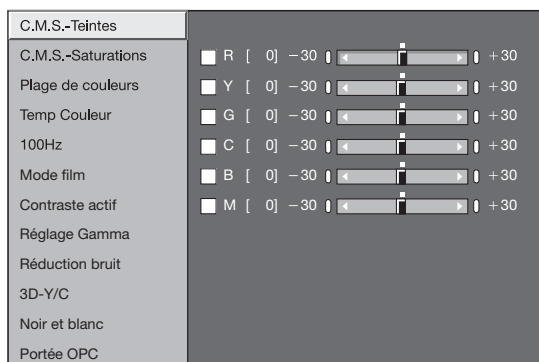 C.M.S.-Teintes
C.M.S.-Saturations
Plage de couleurs
Temp Couleur
100Hz
Mode film
Contraste actif
Réglage Gamma
Réduction bruit
3D-Y/C
Noir et blanc
Portée OPC
R [ 0] −30 +30
Y [ 0] −30 +30
G [ 0] −30 +30
C [ 0] −30 +30
B [ 0] −30 +30
M [ 0] −30 +30